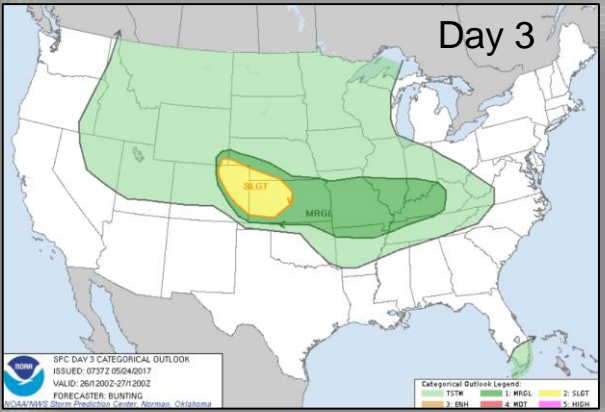 Day 3
SLGT
MRGL
NOAA
SPC DAY 3 CATEGORICAL OUTLOOK
ISSUED: 0737Z 05/24/2017
VALID: 26/1200Z-27/1200Z
FORECASTER: BUNTING
NOAA/NWS Storm Prediction Center, Norman, Oklahoma
Categorical Outlook Legend:
TSTM 1: MRGL 2: SLGT
3: ENH 4: MDT 5: HIGH